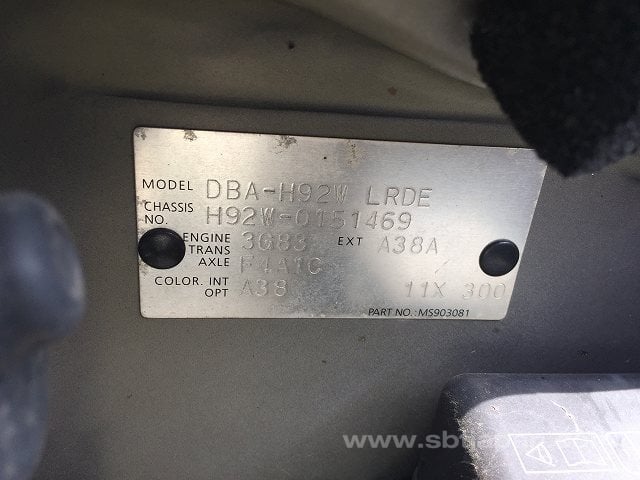 MODEL DBA-H92W LRDE
CHASSIS NO. H92W-0151469
ENGINE 3G83 EXT A38A
TRANS AXLE
COLOR. INT OPT A38 11X 300
PART NO.:MS903081
www.sbt